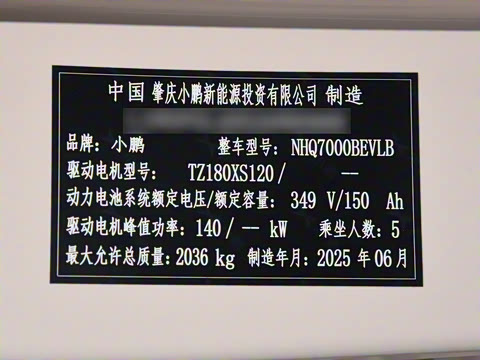 中国 肇庆小鹏新能源投资有限公司 制造
品牌：小鹏 整车型号：NHQ7000BEVLB
驱动电机型号： TZ180XS120/ --
动力电池系统额定电压/额定容量： 349 V/150 Ah
驱动电机峰值功率：140/-- kW 乘坐人数：5
最大允许总质量：2036 kg 制造年月：2025 年 06 月